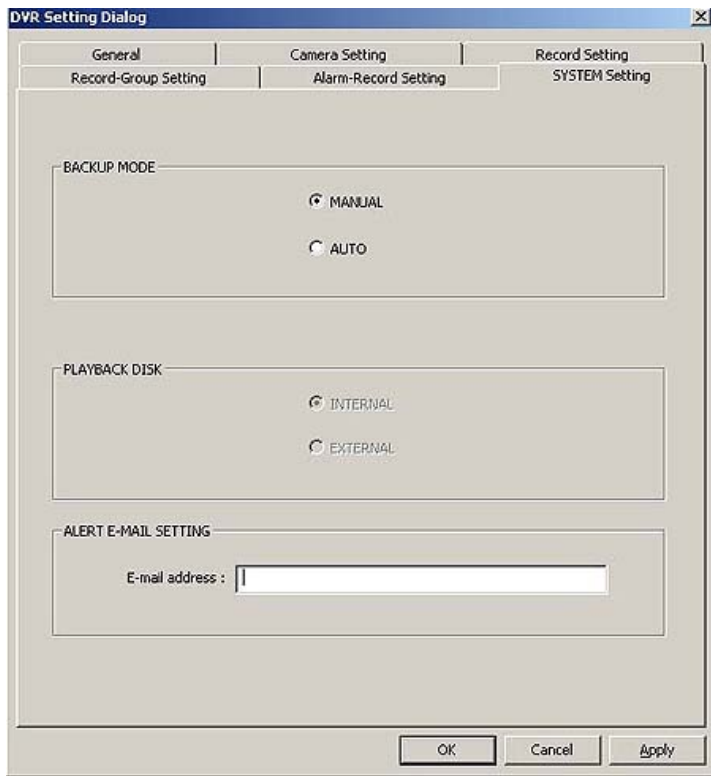 DVR Setting Dialog
General Camera Setting Record Setting
Record-Group Setting Alarm-Record Setting SYSTEM Setting
BACKUP MODE
MANUAL
AUTO
PLAYBACK DISK
INTERNAL
EXTERNAL
ALERT E-MAIL SETTING
E-mail address :
OK Cancel Apply